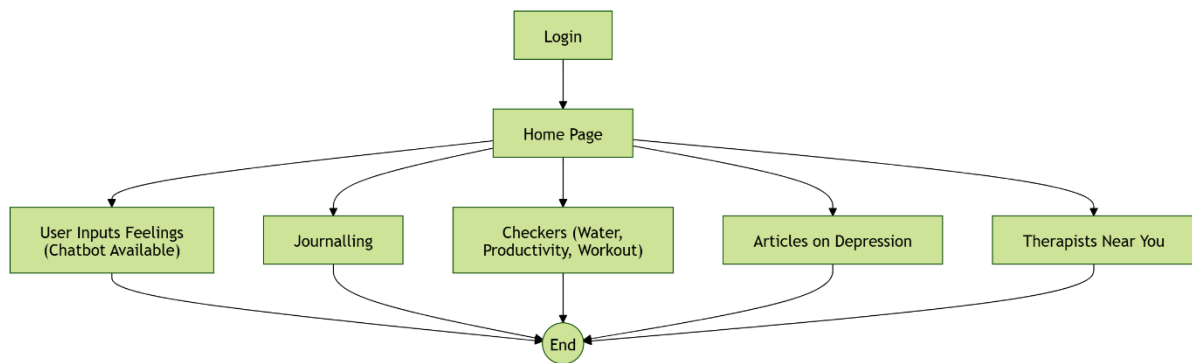 Login
Home Page
User Inputs Feelings
(Chatbot Available)
Journalling
Checkers (Water,
Productivity, Workout)
Articles on Depression
Therapists Near You
End